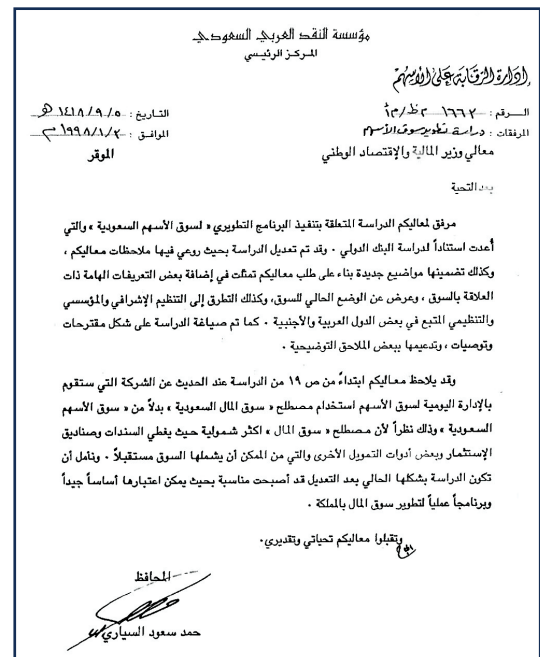 مؤسسة النقد العربي السعودي
المركز الرئيسي
إدارة الرقابة على الأسهم
الرقم : ١٦٦٢ /م ظ/م أ
التاريخ : ١٤١٨/٩/٥ هـ
المرفقات : دراسة تطوير سوق الأسهم
الموافق : ١٩٩٨/١/٣ م
معالي وزير المالية والإقتصاد الوطني
الموقر
بعد التحية
مرفق لمعاليكم الدراسة المتعلقة بتنفيذ البرنامج التطويري « لسوق الأسهم السعودية » والتي
أعدت استناداً لدراسة البنك الدولي . وقد تم تعديل الدراسة بحيث روعي فيها ملاحظات معاليكم ،
وكذلك تضمينها مواضيع جديدة بناء على طلب معاليكم تمثلت في إضافة بعض التعريفات الهامة ذات
العلاقة بالسوق ، وعرض عن الوضع الحالي للسوق، وكذلك التطرق إلى التنظيم الإشرافي والمؤسسي
والتنظيمي المتبع في بعض الدول العربية والأجنبية . كما تم صياغة الدراسة على شكل مقترحات
وتوصيات ، وتدعيمها ببعض الملاحق التوضيحية .
وقد يلاحظ معاليكم ابتداءً من ص ١٩ من الدراسة عند الحديث عن الشركة التي ستقوم
بالإدارة اليومية لسوق الأسهم استخدام مصطلح « سوق المال السعودية » بدلاً من « سوق الأسهم
السعودية » وذلك نظراً لأن مصطلح « سوق المال » اكثر شمولية حيث يغطي السندات وصناديق
الإستثمار وبعض أدوات التمويل الأخرى والتي من الممكن أن يشملها السوق مستقبلاً . ونأمل أن
تكون الدراسة بشكلها الحالي بعد التعديل قد أصبحت مناسبة بحيث يمكن اعتبارها أساساً جيداً
وبرنامجاً عملياً لتطوير سوق المال بالمملكة .
وتقبلوا معاليكم تحياتي وتقديري.
المحافظ
حمد سعود السياري